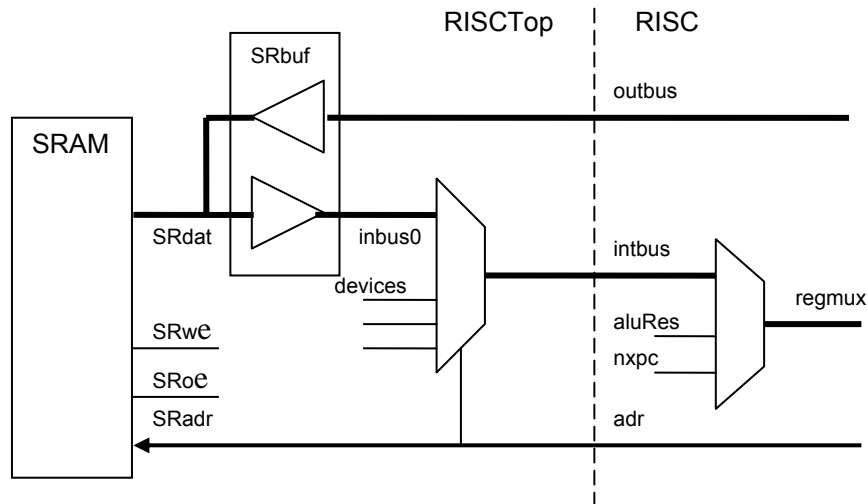 RISCTop RISC
SRbuf
outbus
SRAM
SRdat inbus0 intbus
devices
regmux
SRwe aluRes
nxpc
SRoe
SRadr adr